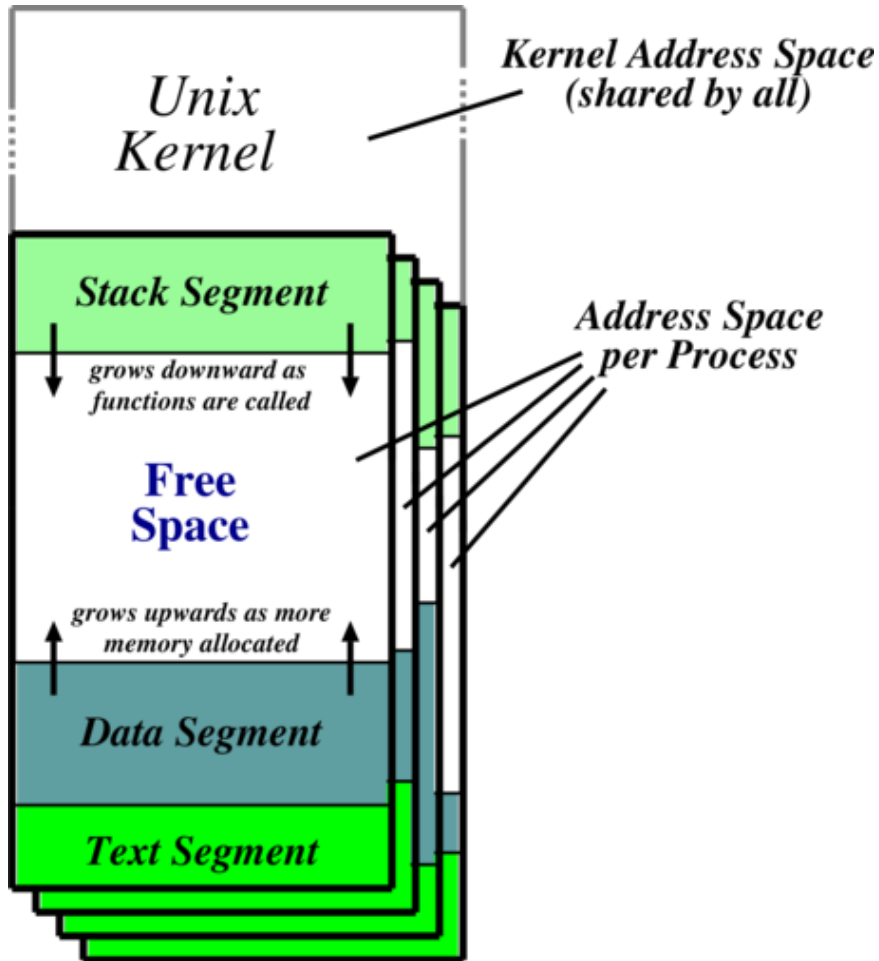 Unix
Kernel
Kernel Address Space
(shared by all)
Stack Segment
grows downward as
functions are called
Address Space
per Process
Free
Space
grows upwards as more
memory allocated
Data Segment
Text Segment